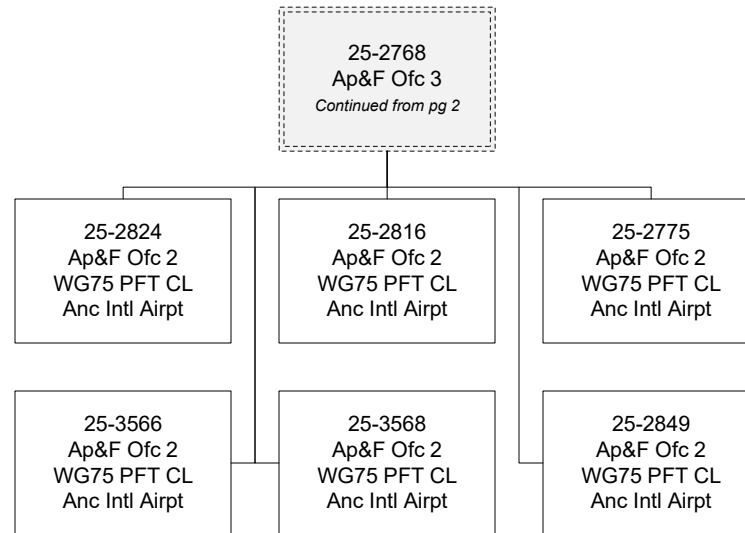 25-2768
Ap&F Ofc 3
Continued from pg 2
25-2824
Ap&F Ofc 2
WG75 PFT CL
Anc Intl Airpt
25-2816
Ap&F Ofc 2
WG75 PFT CL
Anc Intl Airpt
25-2775
Ap&F Ofc 2
WG75 PFT CL
Anc Intl Airpt
25-3566
Ap&F Ofc 2
WG75 PFT CL
Anc Intl Airpt
25-3568
Ap&F Ofc 2
WG75 PFT CL
Anc Intl Airpt
25-2849
Ap&F Ofc 2
WG75 PFT CL
Anc Intl Airpt